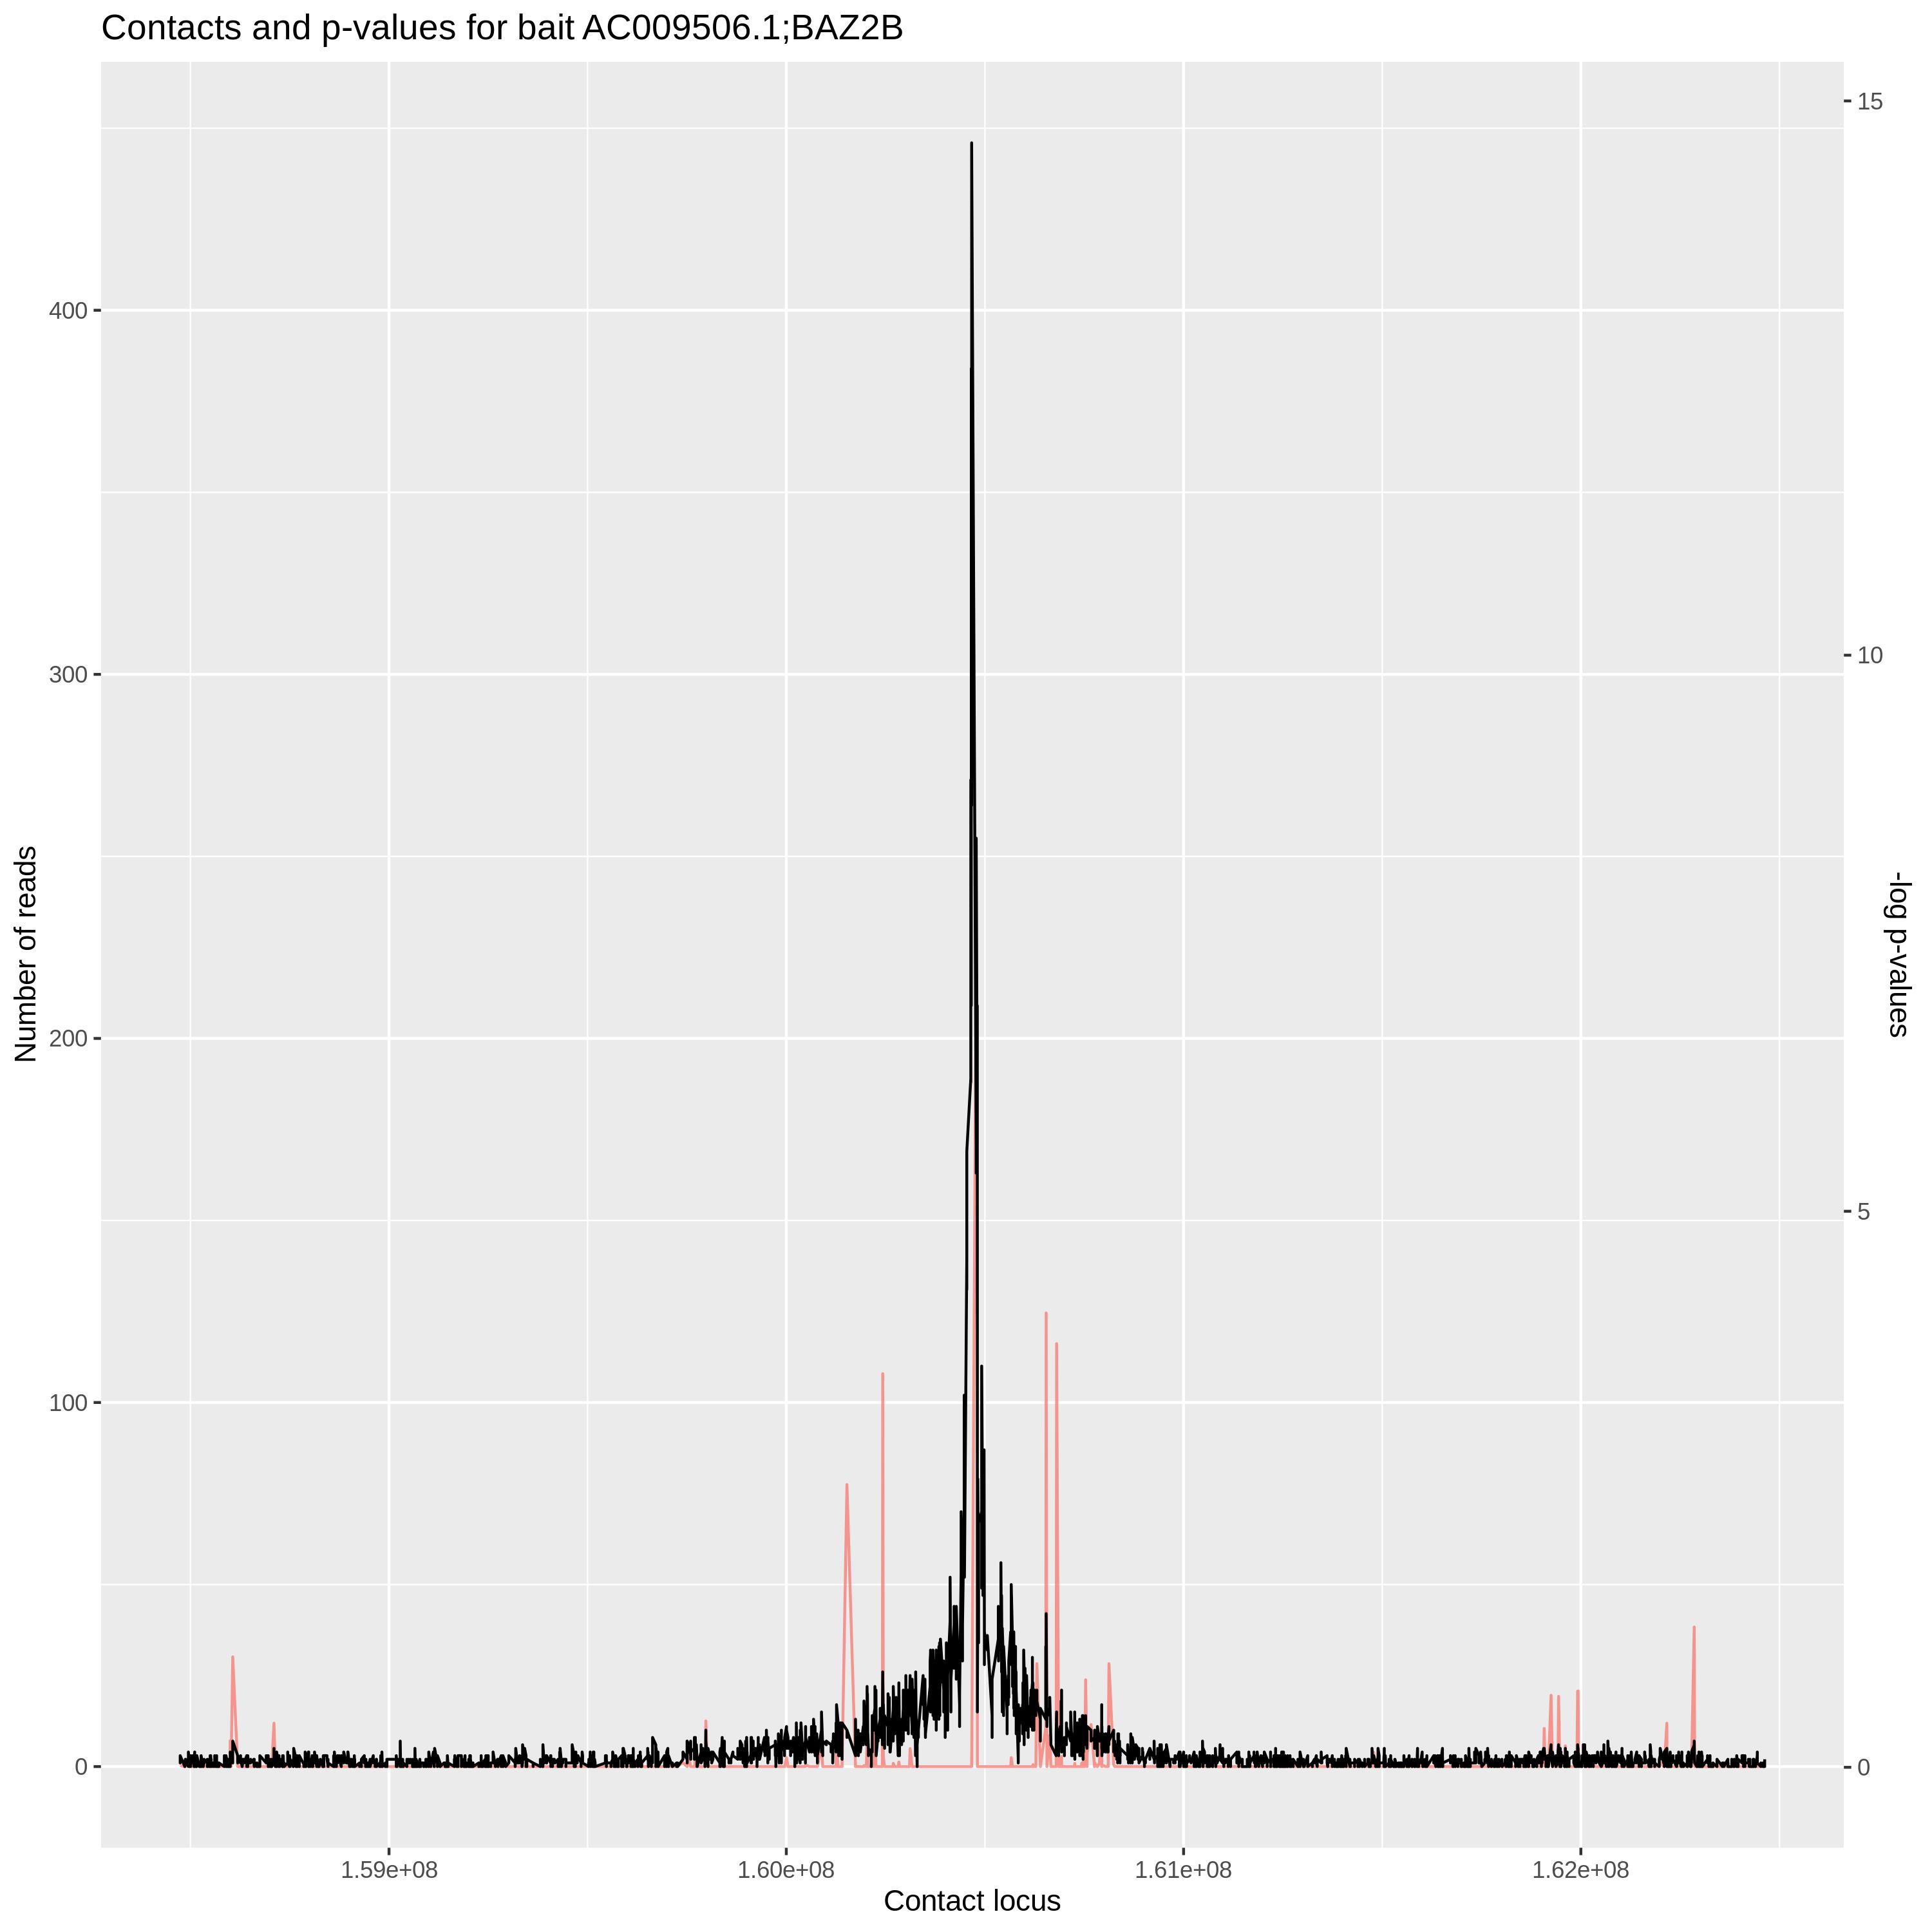 Contacts and p-values for bait AC009506.1;BAZ2B
Number of reads
400
300
200
100
0
15
10
5
0
-log p-values
1.59e+08
1.60e+08
1.61e+08
1.62e+08
Contact locus